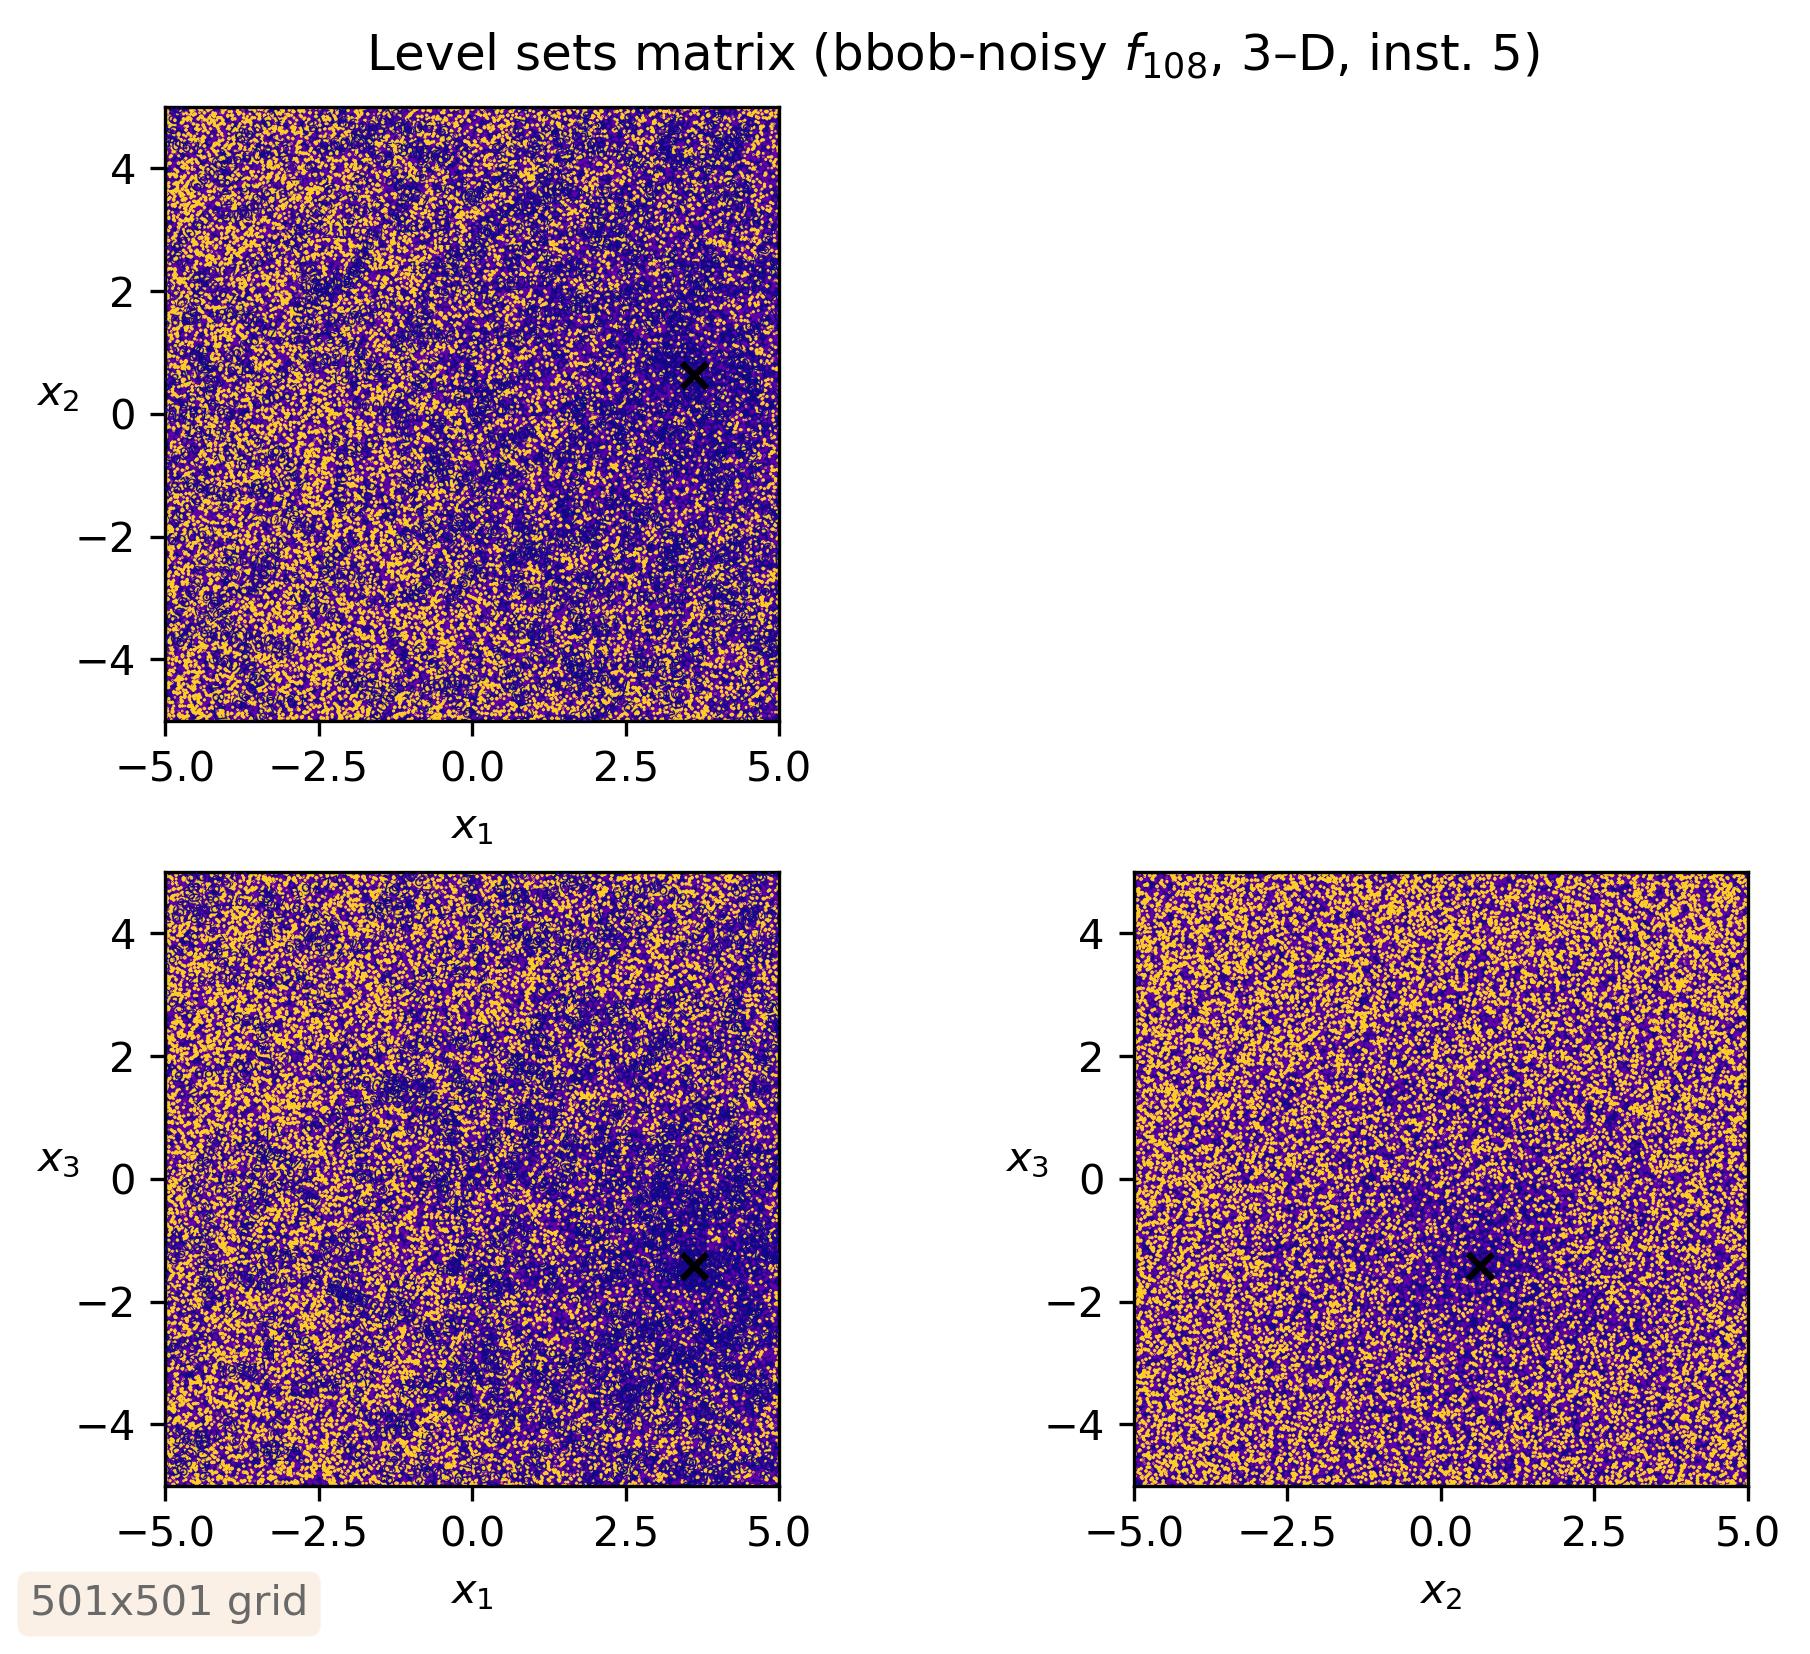 Level sets matrix (bbob-noisy f108, 3–D, inst. 5)
4
2
x2
0
−2
−4
−5.0 −2.5 0.0 2.5 5.0
x1
4 4
2 2
x3 x3
0 0
−2 −2
−4 −4
−5.0 −2.5 0.0 2.5 5.0 −5.0 −2.5 0.0 2.5 5.0
x1 x2
501x501 grid